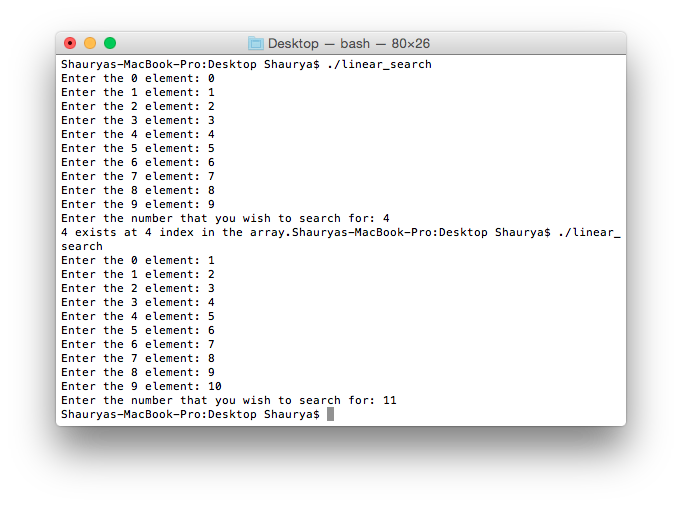 Desktop — bash — 80×26
Shauryas-MacBook-Pro:Desktop Shaurya$ ./linear_search
Enter the 0 element: 0
Enter the 1 element: 1
Enter the 2 element: 2
Enter the 3 element: 3
Enter the 4 element: 4
Enter the 5 element: 5
Enter the 6 element: 6
Enter the 7 element: 7
Enter the 8 element: 8
Enter the 9 element: 9
Enter the number that you wish to search for: 4
4 exists at 4 index in the array.Shauryas-MacBook-Pro:Desktop Shaurya$ ./linear_
search
Enter the 0 element: 1
Enter the 1 element: 2
Enter the 2 element: 3
Enter the 3 element: 4
Enter the 4 element: 5
Enter the 5 element: 6
Enter the 6 element: 7
Enter the 7 element: 8
Enter the 8 element: 9
Enter the 9 element: 10
Enter the number that you wish to search for: 11
Shauryas-MacBook-Pro:Desktop Shaurya$